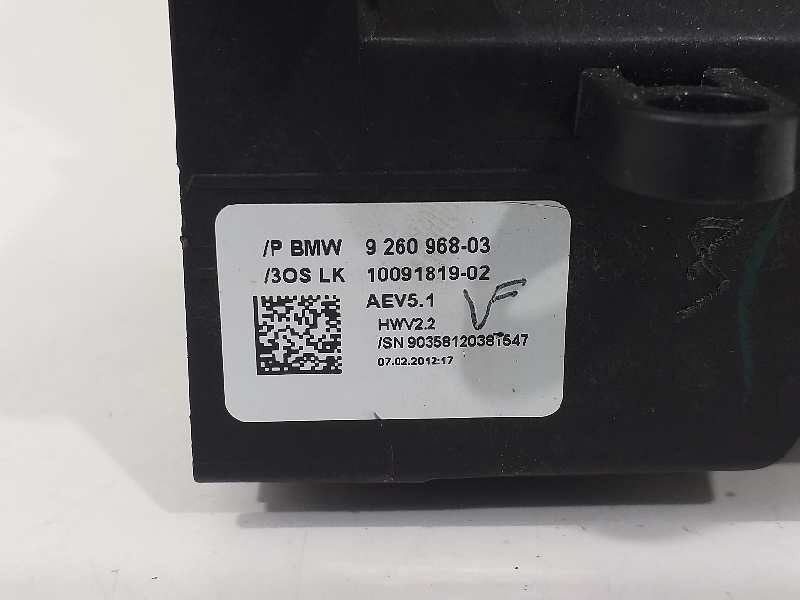 /P BMW 9 260 968-03
/3OS LK 10091819-02
AEV5.1 VF
HWV2.2
/SN 90358120381547
07.02.2012:17